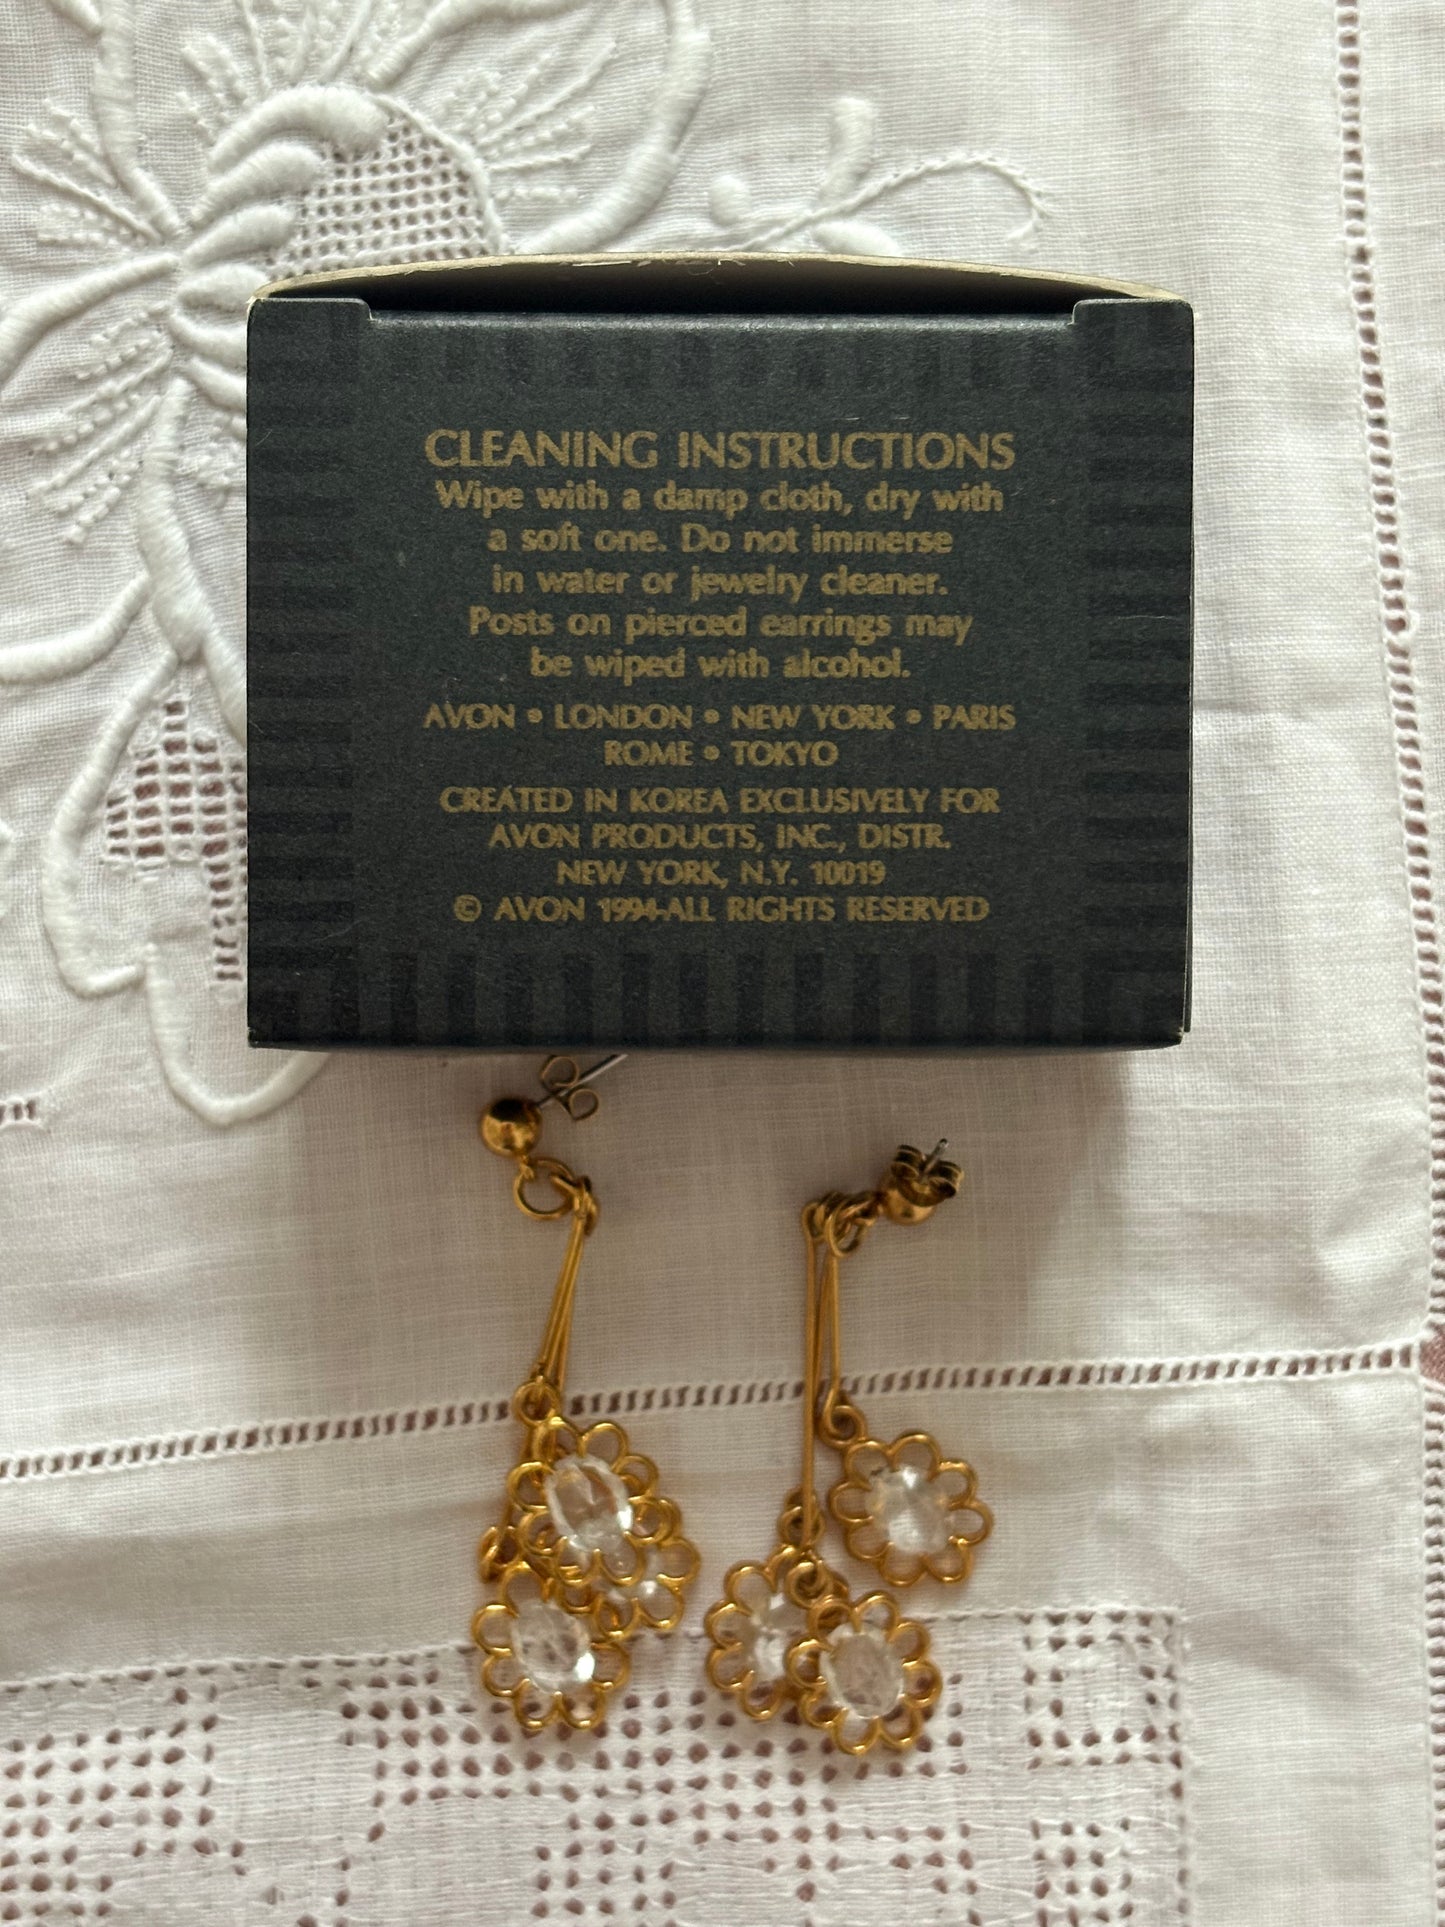 CLEANING INSTRUCTIONS
Wipe with a damp cloth, dry with
a soft one. Do not immerse
in water or jewelry cleaner.
Posts on pierced earrings may
be wiped with alcohol.
AVON • LONDON • NEW YORK • PARIS
ROME • TOKYO
CREATED IN KOREA EXCLUSIVELY FOR
AVON PRODUCTS, INC., DISTR.
NEW YORK, N.Y. 10019
© AVON 1994-ALL RIGHTS RESERVED